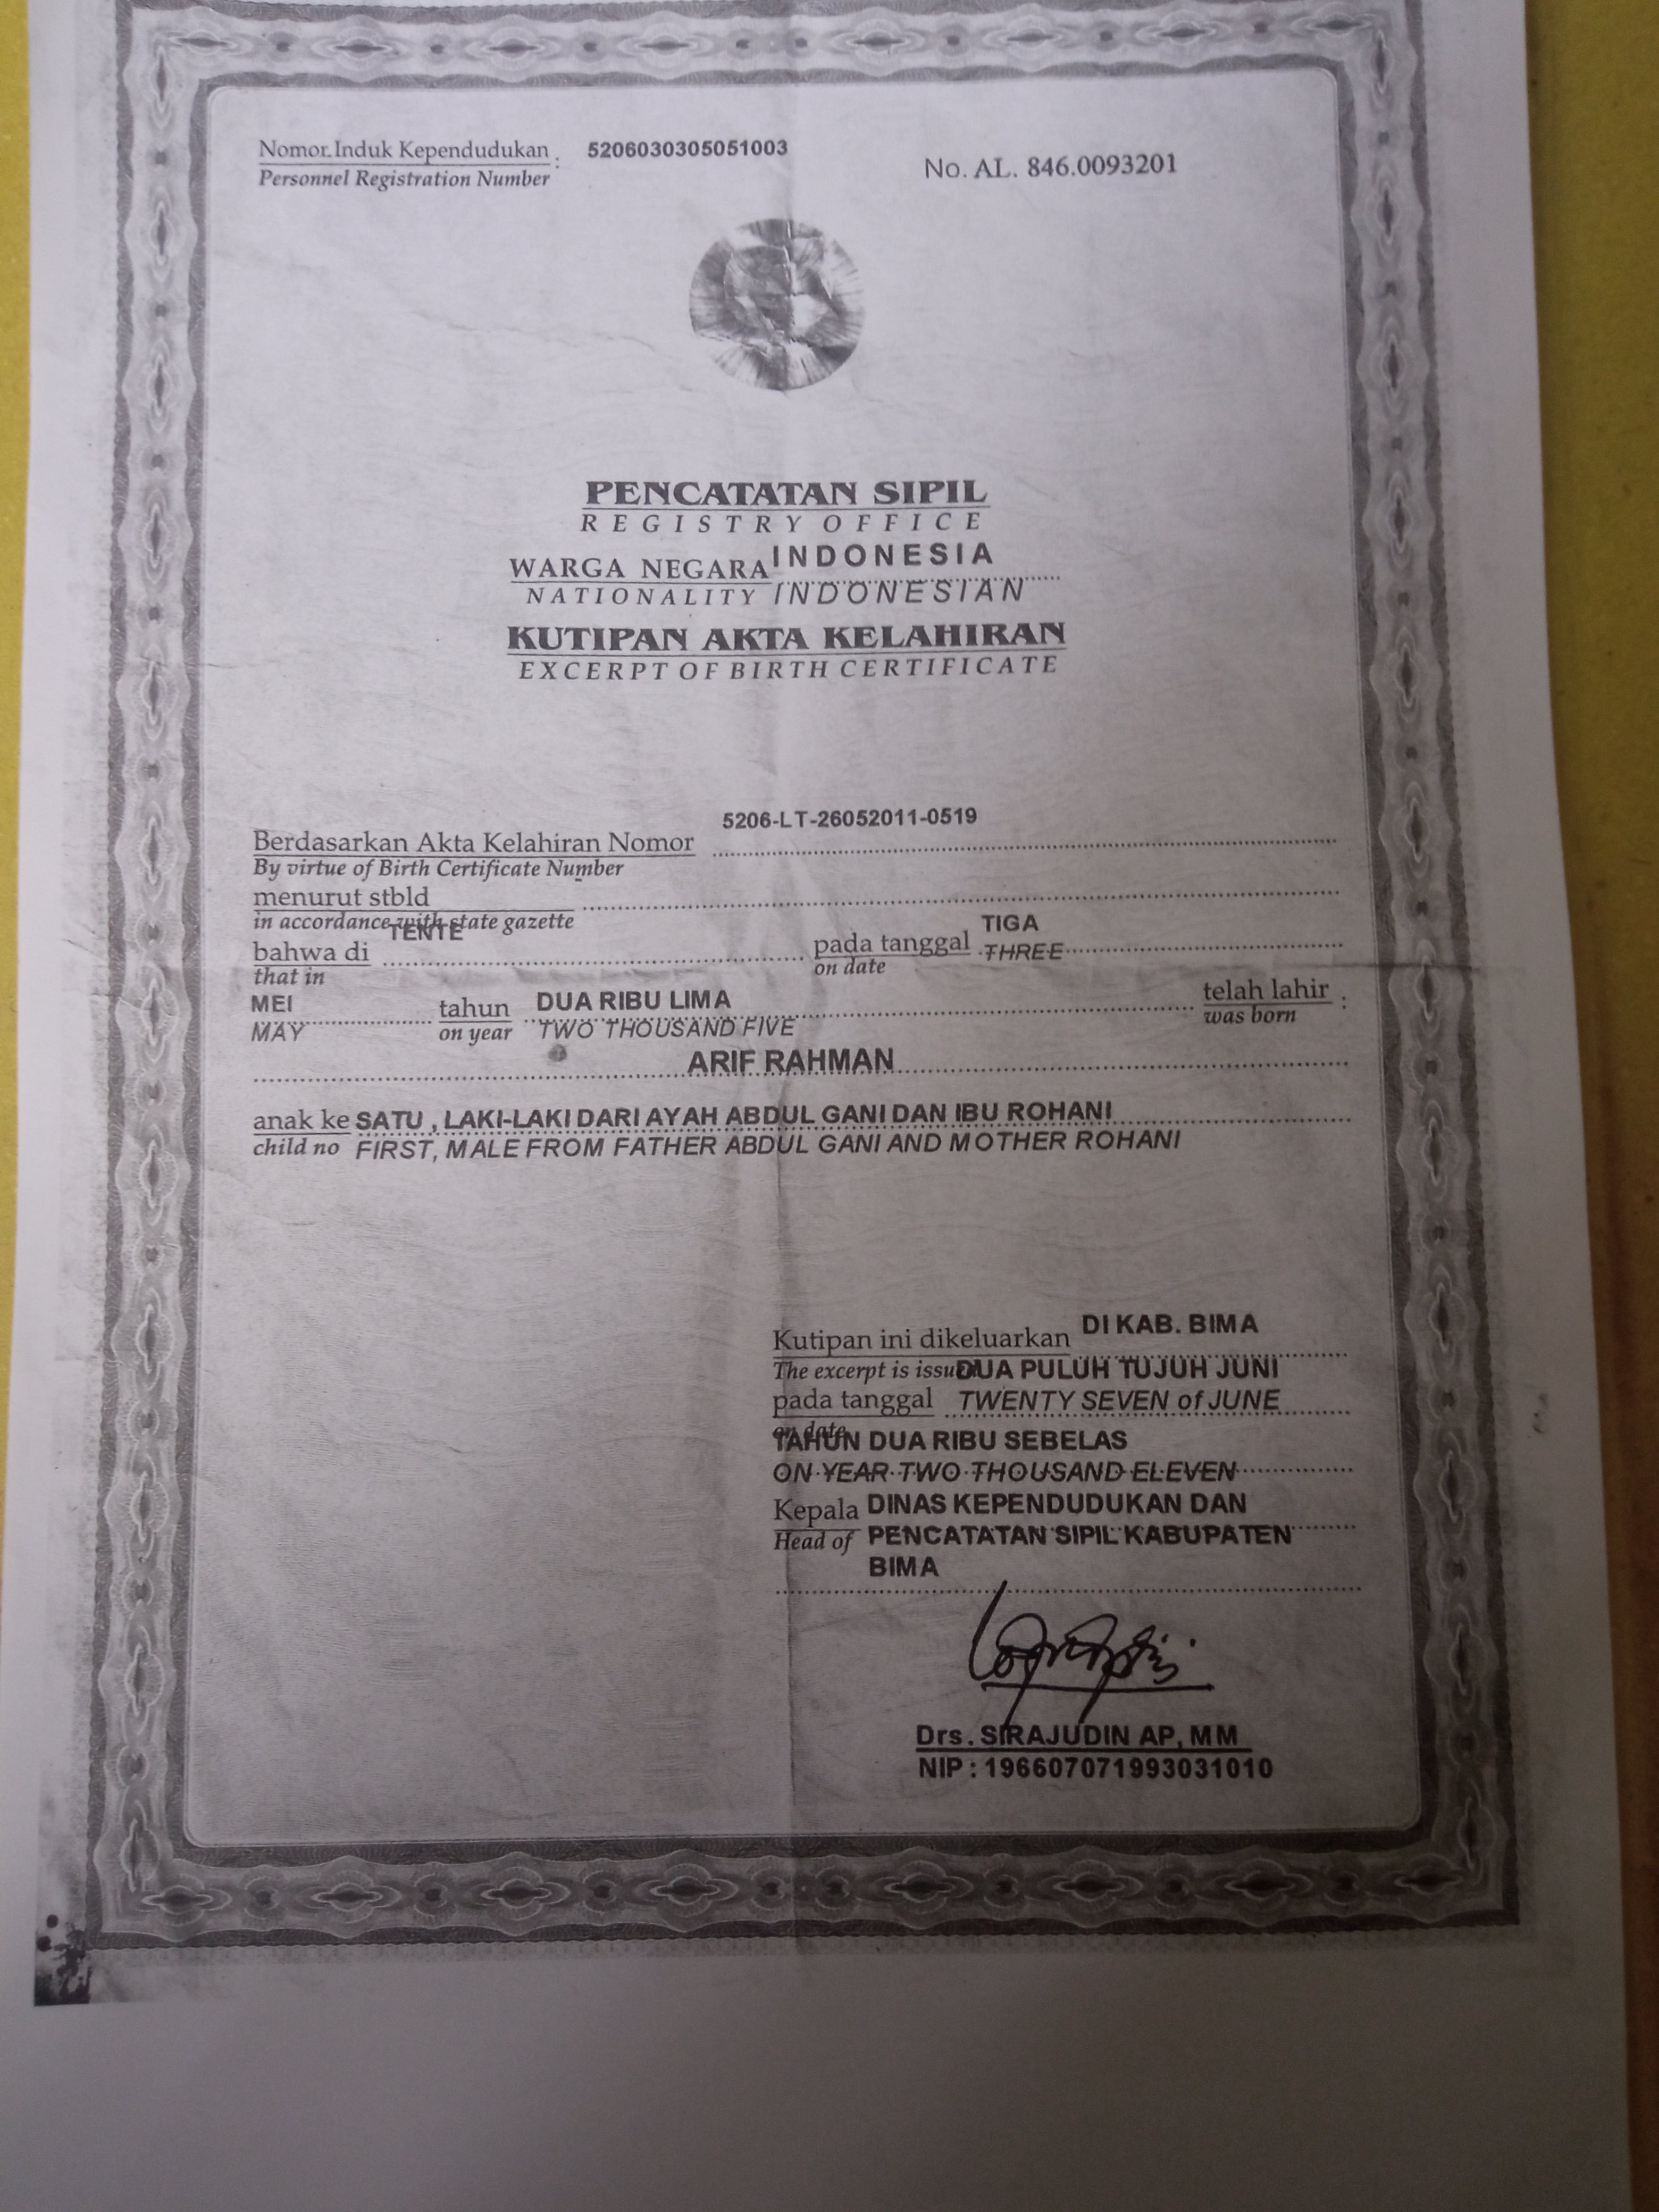 Nomor Induk Kependudukan : 5206030305051003
Personnel Registration Number
No. AL. 846.0093201
PENCATATAN SIPIL
REGISTRY OFFICE
WARGA NEGARA INDONESIA
NATIONALITY INDONESIAN
KUTIPAN AKTA KELAHIRAN
EXCERPT OF BIRTH CERTIFICATE
Berdasarkan Akta Kelahiran Nomor 5206-LT-26052011-0519
By virtue of Birth Certificate Number
menurut stbld
in accordance with state gazette
bahwa di TENTE pada tanggal TIGA
that in on date THREE
MEI tahun DUA RIBU LIMA telah lahir :
MAY on year TWO THOUSAND FIVE was born
ARIF RAHMAN
anak ke SATU , LAKI-LAKI DARI AYAH ABDUL GANI DAN IBU ROHANI
child no FIRST, MALE FROM FATHER ABDUL GANI AND MOTHER ROHANI
Kutipan ini dikeluarkan DI KAB. BIMA
The excerpt is issued DUA PULUH TUJUH JUNI
pada tanggal TWENTY SEVEN of JUNE
on date
TAHUN DUA RIBU SEBELAS
ON YEAR TWO THOUSAND ELEVEN
Kepala DINAS KEPENDUDUKAN DAN
Head of PENCATATAN SIPIL KABUPATEN
BIMA
Drs. SIRAJUDIN AP, MM
NIP : 196607071993031010